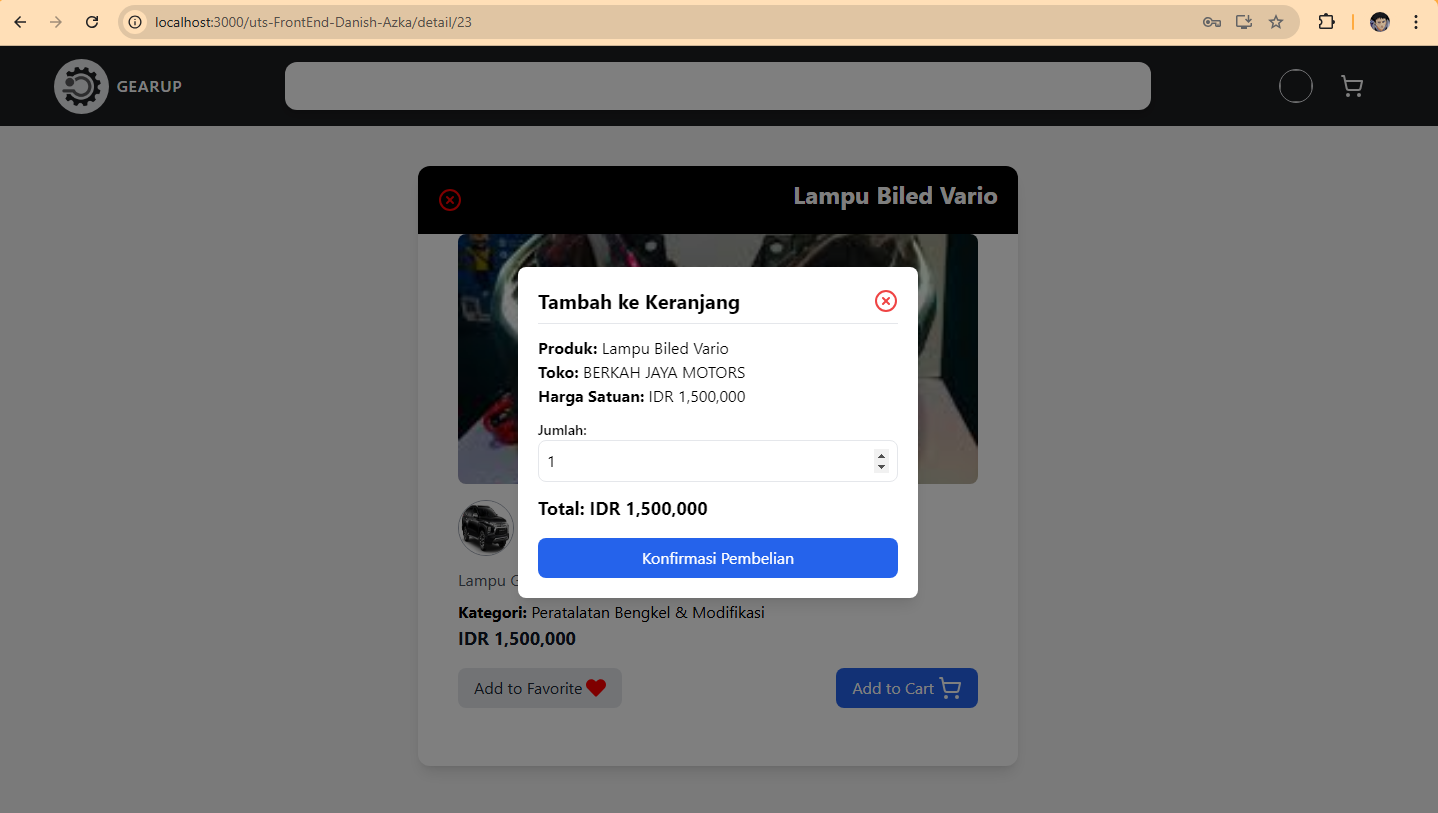 localhost:3000/uts-FrontEnd-Danish-Azka/detail/23
GEARUP
Lampu Biled Vario
Tambah ke Keranjang
Produk: Lampu Biled Vario
Toko: BERKAH JAYA MOTORS
Harga Satuan: IDR 1,500,000
Jumlah:
1
Total: IDR 1,500,000
Konfirmasi Pembelian
Lampu
Kategori: Peratalatan Bengkel & Modifikasi
IDR 1,500,000
Add to Favorite
Add to Cart